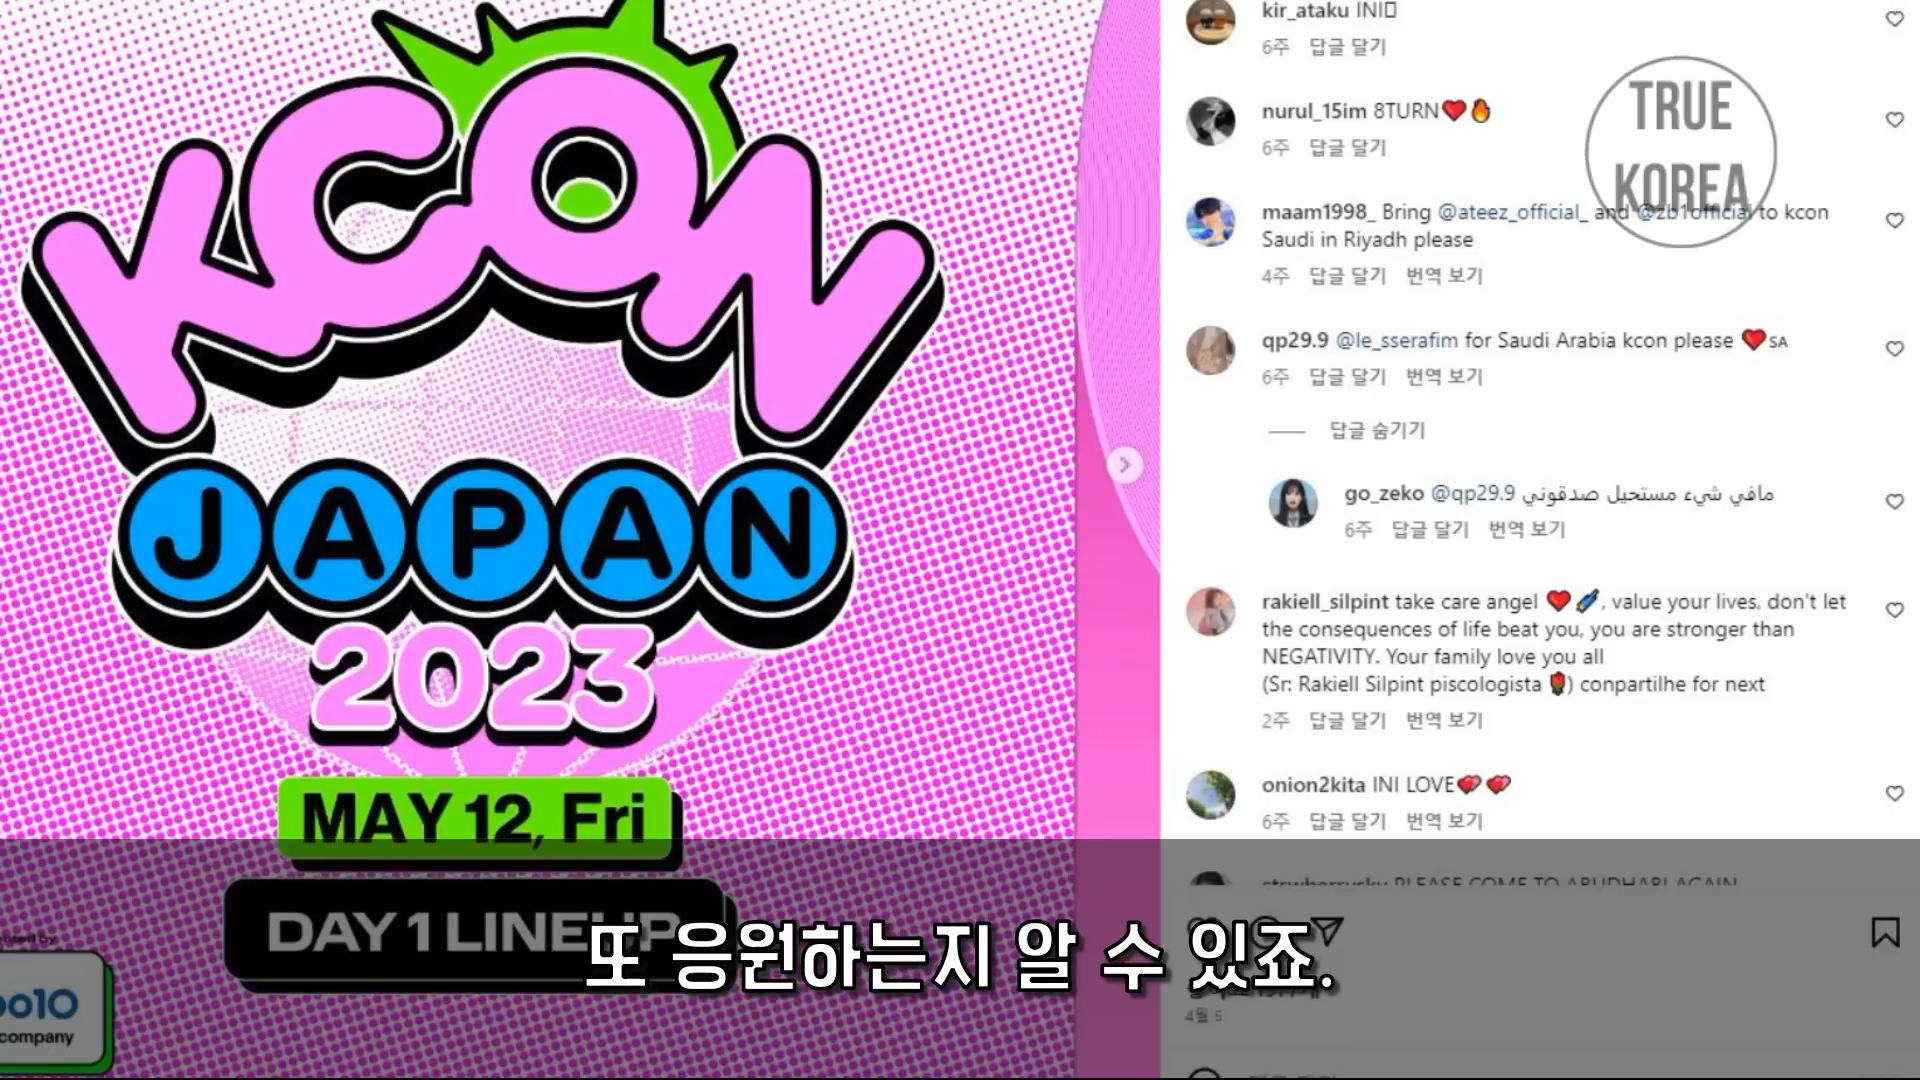 KCON
JAPAN
2023
MAY 12, Fri
DAY 1 LINEUP
company
kir_ataku INI
6주 답글 달기
nurul_15im 8TURN❤️🔥
6주 답글 달기
TRUE
KOREA
maam1998_ Bring @ateez_official_ and @zb1official to kcon
Saudi in Riyadh please
4주 답글 달기 번역 보기
qp29.9 @le_sserafim for Saudi Arabia kcon please ❤️SA
6주 답글 달기 번역 보기
답글 숨기기
go_zeko @qp29.9 مافي شيء مستحيل صدقوني
6주 답글 달기 번역 보기
rakiell_silpint take care angel ❤️, value your lives, don't let
the consequences of life beat you, you are stronger than
NEGATIVITY. Your family love you all
(Sr: Rakiell Silpint piscologista 🌹) conpartilhe for next
2주 답글 달기 번역 보기
onion2kita INI LOVE💕💕
6주 답글 달기 번역 보기
PLEASE COME TO ABUDHABI AGAIN
또 응원하는지 알 수 있죠.
4월 5